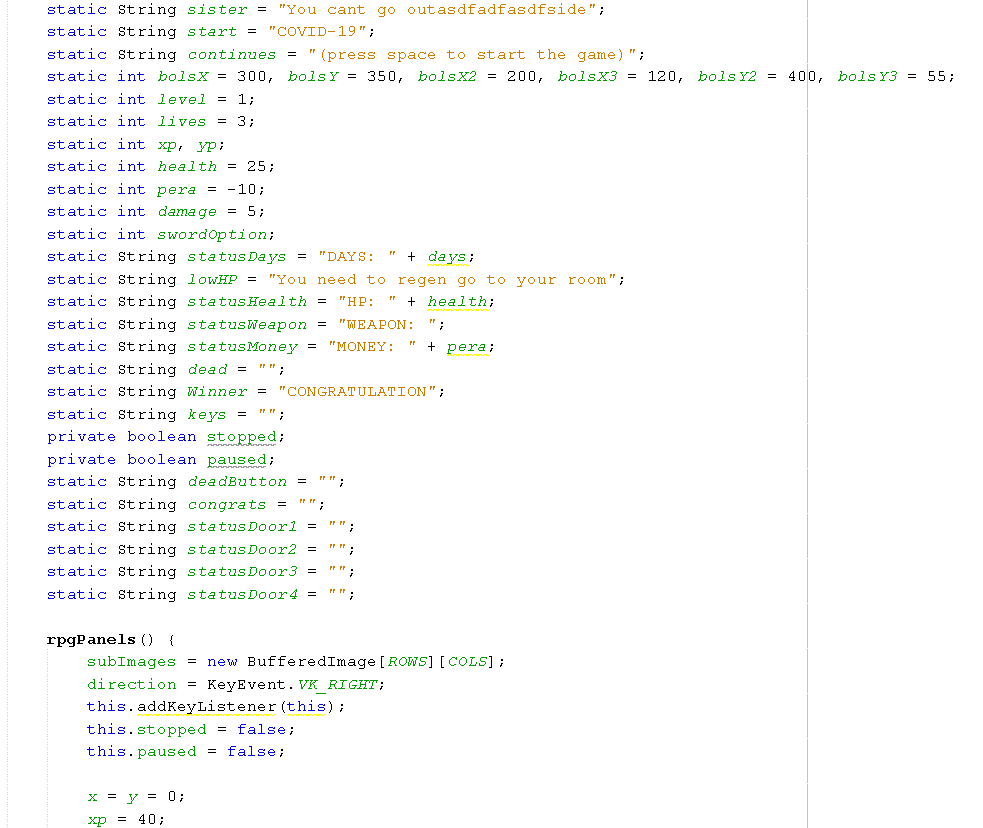 static String sister = "You cant go outasdfadfasdfside";
static String start = "COVID-19";
static String continues = "(press space to start the game)";
static int bolsX = 300, bolsY = 350, bolsX2 = 200, bolsX3 = 120, bolsY2 = 400, bolsY3 = 55;
static int level = 1;
static int lives = 3;
static int xp, yp;
static int health = 25;
static int pera = -10;
static int damage = 5;
static int swordOption;
static String statusDays = "DAYS: " + days;
static String lowHP = "You need to regen go to your room";
static String statusHealth = "HP: " + health;
static String statusWeapon = "WEAPON: ";
static String statusMoney = "MONEY: " + pera;
static String dead = "";
static String Winner = "CONGRATULATION";
static String keys = "";
private boolean stopped;
private boolean paused;
static String deadButton = "";
static String congrats = "";
static String statusDoor1 = "";
static String statusDoor2 = "";
static String statusDoor3 = "";
static String statusDoor4 = "";
rpgPanels() {
subImages = new BufferedImage[ROWS][COLS];
direction = KeyEvent.VK_RIGHT;
this.addKeyListener(this);
this.stopped = false;
this.paused = false;
x = y = 0;
xp = 40;